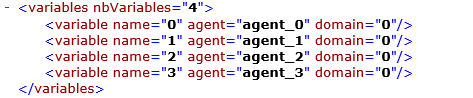 - <variables nbVariables="4">
<variable name="0" agent="agent_0" domain="0"/>
<variable name="1" agent="agent_1" domain="0"/>
<variable name="2" agent="agent_2" domain="0"/>
<variable name="3" agent="agent_3" domain="0"/>
</variables>